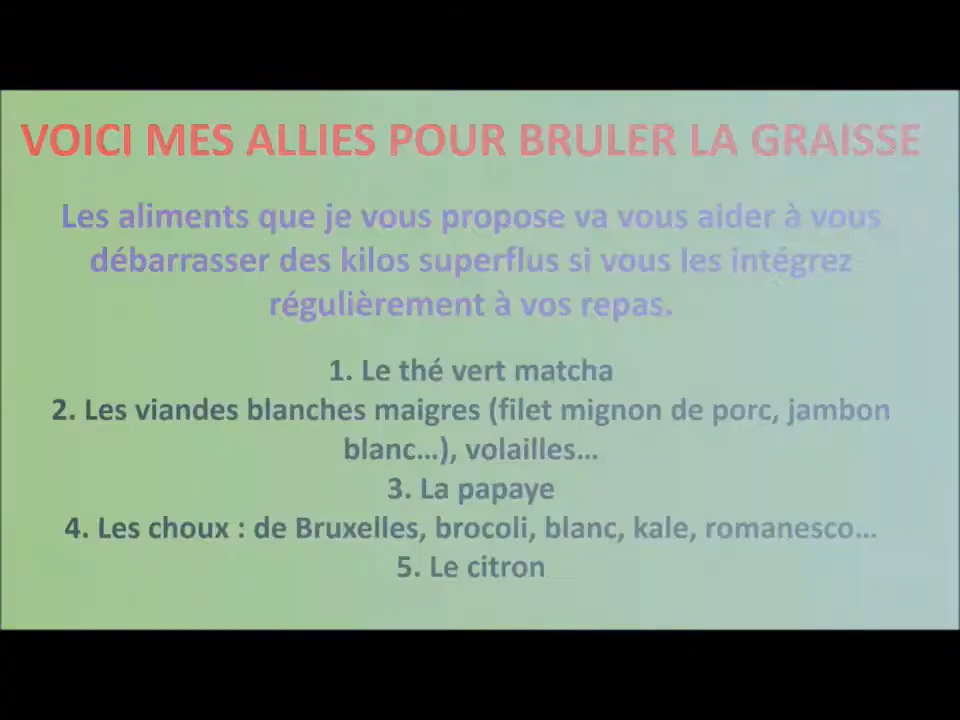 VOICI MES ALLIES POUR BRULER LA GRAISSE
Les aliments que je vous propose va vous aider à vous
débarrasser des kilos superflus si vous les intégrez
régulièrement à vos repas.
1. Le thé vert matcha
2. Les viandes blanches maigres (filet mignon de porc, jambon
blanc…), volailles…
3. La papaye
4. Les choux : de Bruxelles, brocoli, blanc, kale, romanesco…
5. Le citron